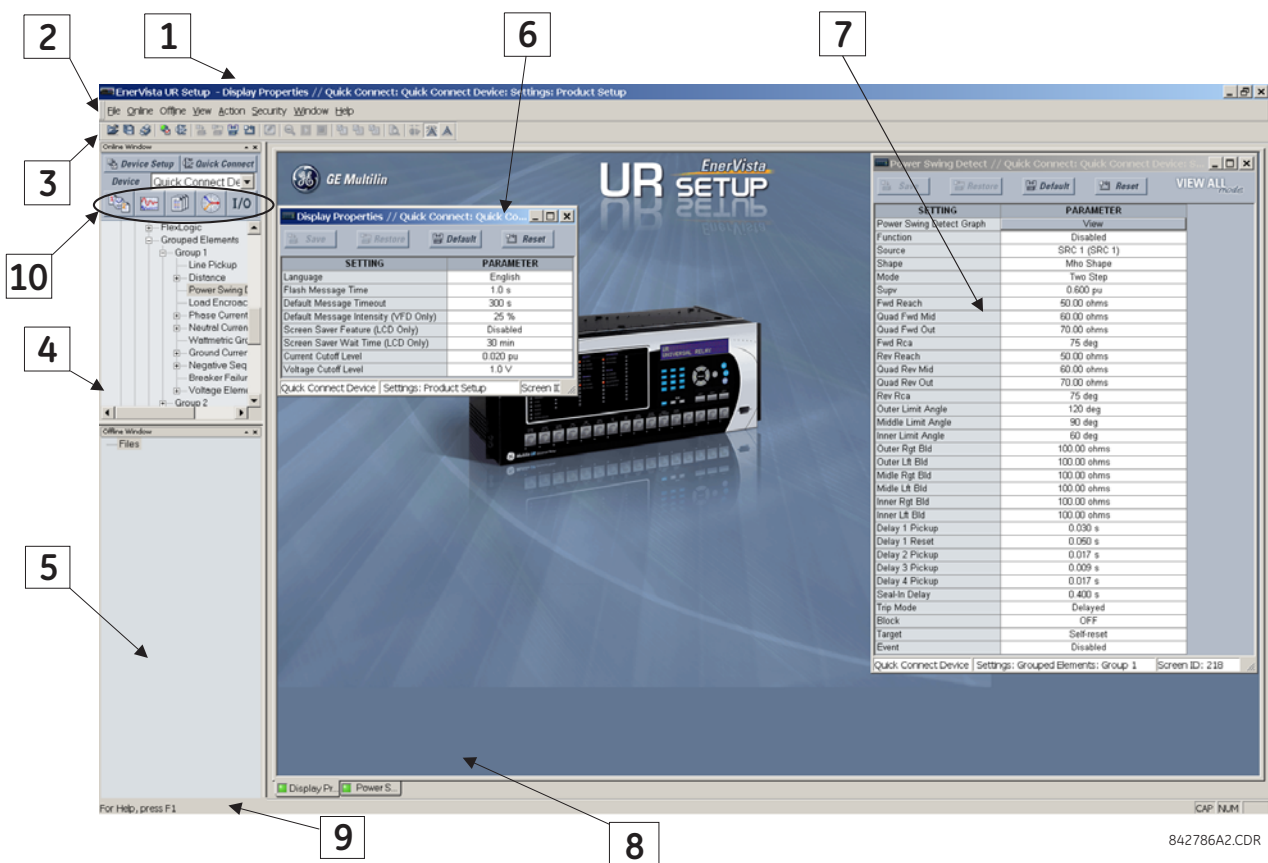 2
1
6
7
EnerVista UR Setup - Display Properties // Quick Connect: Quick Connect Device: Settings: Product Setup
File Online Offline View Action Security Window Help
3
Online Window
Device Setup Quick Connect
Device Quick Connect De
I/O
10
FlexLogic
Grouped Elements
Group 1
Line Pickup
Distance
Power Swing
Load Encroac
Phase Current
Neutral Curren
Wattmetric Gro
Ground Currer
Negative Seq
Breaker Failur
Voltage Eleme
Group 2
4
Offline Window
Files
5
GE Multilin
EnerVista
UR SETUP
Display Properties // Quick Connect: Quick Co...
Save Restore Default Reset
SETTING PARAMETER
Language English
Flash Message Time 1.0 s
Default Message Timeout 300 s
Default Message Intensity (VFD Only) 25 %
Screen Saver Feature (LCD Only) Disabled
Screen Saver Wait Time (LCD Only) 30 min
Current Cutoff Level 0.020 pu
Voltage Cutoff Level 1.0 V
Quick Connect Device Settings: Product Setup Screen
UNIVERSAL RELAY
Power Swing Detect // Quick Connect: Quick Connect Device: S...
Save Restore Default Reset VIEW ALL mode
SETTING PARAMETER
Power Swing Detect Graph View
Function Disabled
Source SRC 1 (SRC 1)
Shape Mho Shape
Mode Two Step
Supv 0.600 pu
Fwd Reach 50.00 ohms
Quad Fwd Mid 60.00 ohms
Quad Fwd Out 70.00 ohms
Fwd Rca 75 deg
Rev Reach 50.00 ohms
Quad Rev Mid 60.00 ohms
Quad Rev Out 70.00 ohms
Rev Rca 75 deg
Outer Limit Angle 120 deg
Middle Limit Angle 90 deg
Inner Limit Angle 60 deg
Outer Rgt Bld 100.00 ohms
Outer Lft Bld 100.00 ohms
Midle Rgt Bld 100.00 ohms
Midle Lft Bld 100.00 ohms
Inner Rgt Bld 100.00 ohms
Inner Lft Bld 100.00 ohms
Delay 1 Pickup 0.030 s
Delay 1 Reset 0.050 s
Delay 2 Pickup 0.017 s
Delay 3 Pickup 0.009 s
Delay 4 Pickup 0.017 s
Seal-In Delay 0.400 s
Trip Mode Delayed
Block OFF
Target Self-reset
Event Disabled
Quick Connect Device Settings: Grouped Elements: Group 1 Screen ID: 218
Display Pr... Power S...
For Help, press F1
CAP NUM
9
8
842786A2.CDR